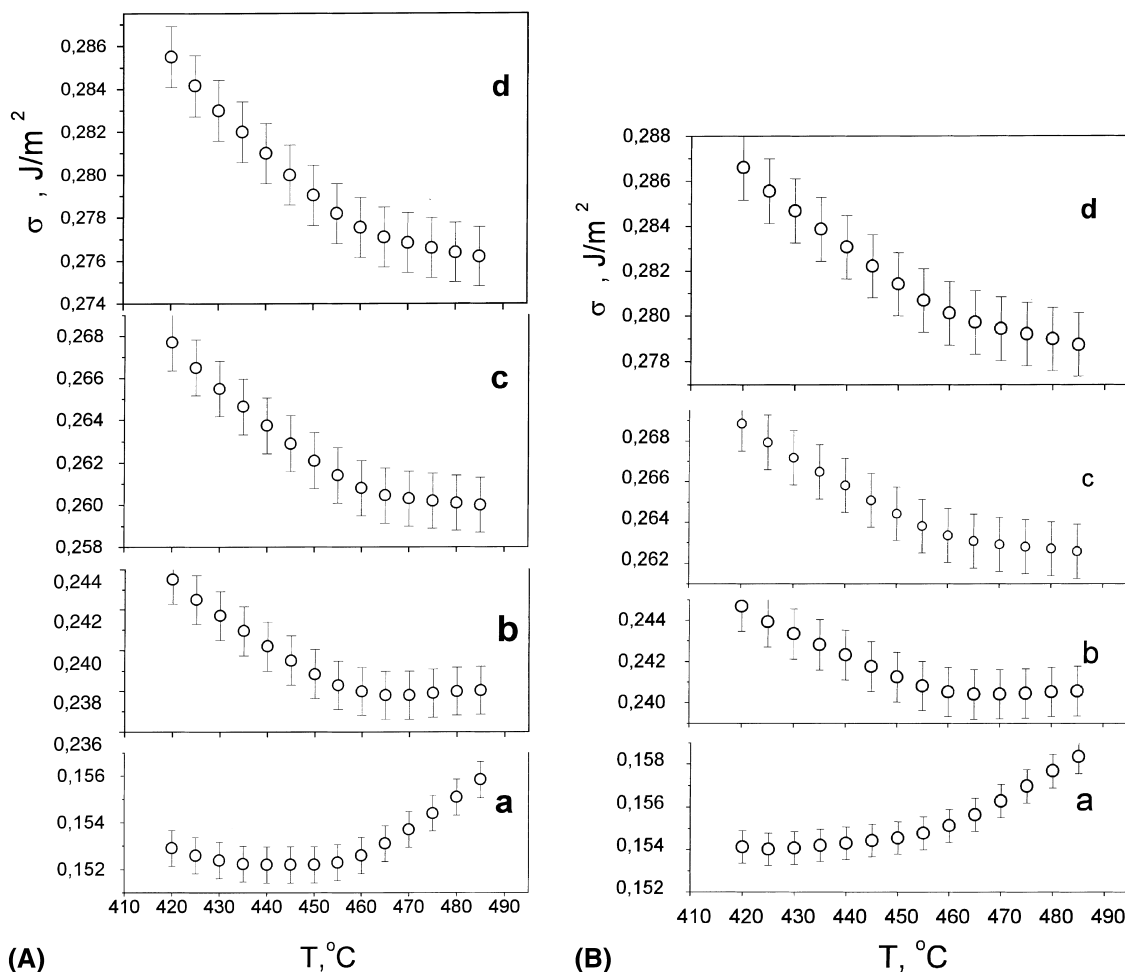 0,286
0,284
0,282
0,280
0,278
0,276
0,274
d
σ , J/m²
0,268
0,266
0,264
0,262
0,260
0,258
c
0,244
0,242
0,240
0,238
0,236
b
0,156
0,154
0,152
a
410 420 430 440 450 460 470 480 490
(A)
T, °C
0,288
0,286
0,284
0,282
0,280
0,278
d
σ , J/m²
0,268
0,266
0,264
0,262
c
0,244
0,242
0,240
b
0,158
0,156
0,154
0,152
a
410 420 430 440 450 460 470 480 490
(B)
T, °C